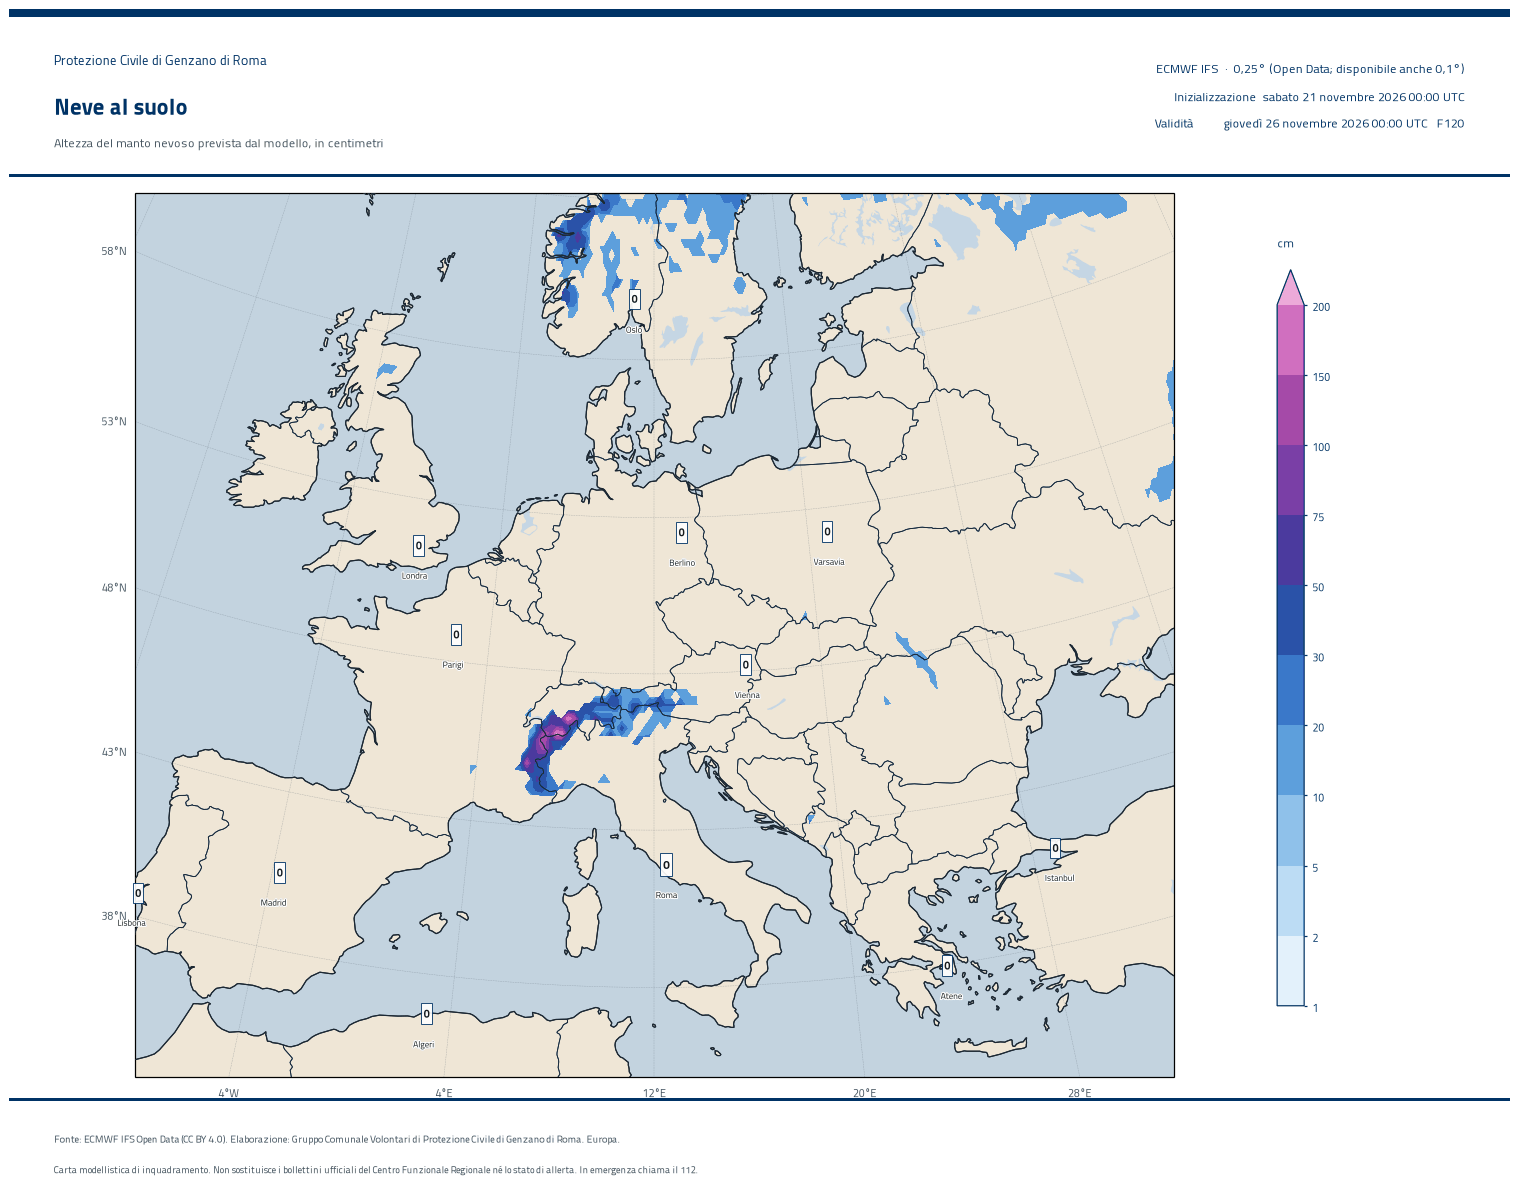 Protezione Civile di Genzano di Roma
Neve al suolo
Altezza del manto nevoso prevista dal modello, in centimetri
ECMWF IFS · 0,25° (Open Data; disponibile anche 0,1°)
Inizializzazione sabato 21 novembre 2026 00:00 UTC
Validità giovedì 26 novembre 2026 00:00 UTC F120
58°N
53°N
48°N
43°N
38°N
0
Oslo
0
Londra
0
Berlino
0
Varsavia
0
Parigi
0
Vienna
0
Madrid
0
Lisbona
0
Roma
0
Istanbul
0
Atene
0
Algeri
4°W
4°E
12°E
20°E
28°E
cm
200
150
100
75
50
30
20
10
5
2
1
Fonte: ECMWF IFS Open Data (CC BY 4.0). Elaborazione: Gruppo Comunale Volontari di Protezione Civile di Genzano di Roma. Europa.
Carta modellistica di inquadramento. Non sostituisce i bollettini ufficiali del Centro Funzionale Regionale né lo stato di allerta. In emergenza chiama il 112.